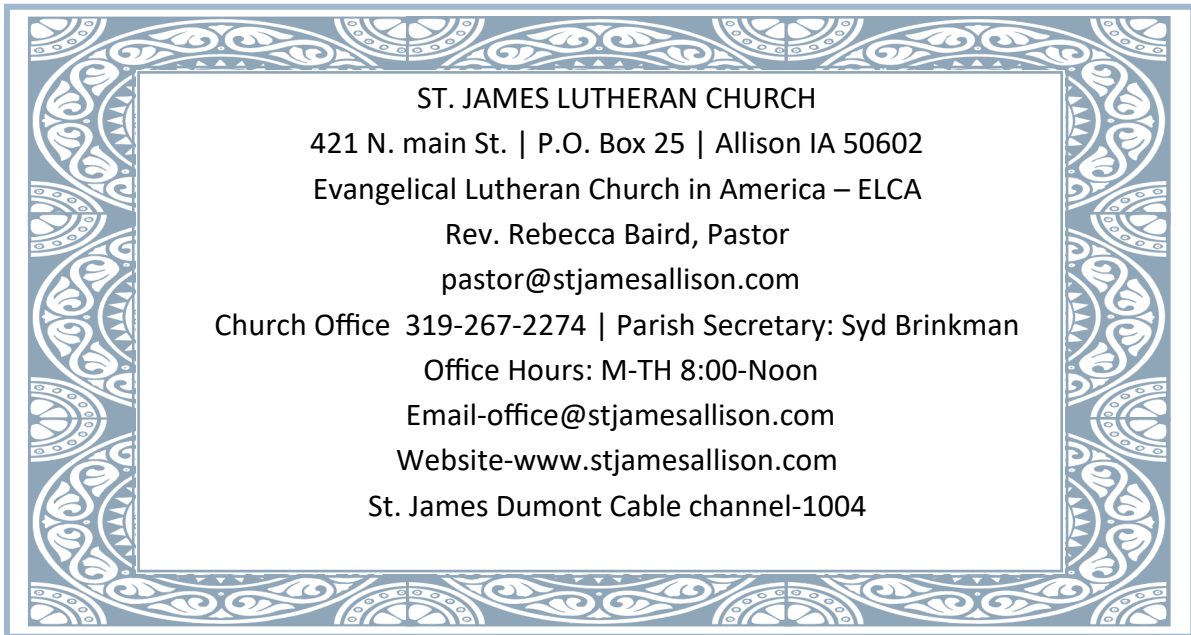 ST. JAMES LUTHERAN CHURCH
421 N. main St. | P.O. Box 25 | Allison IA 50602
Evangelical Lutheran Church in America – ELCA
Rev. Rebecca Baird, Pastor
pastor@stjamesallison.com
Church Office  319-267-2274 | Parish Secretary: Syd Brinkman
Office Hours: M-TH 8:00-Noon
Email-office@stjamesallison.com
Website-www.stjamesallison.com
St. James Dumont Cable channel-1004